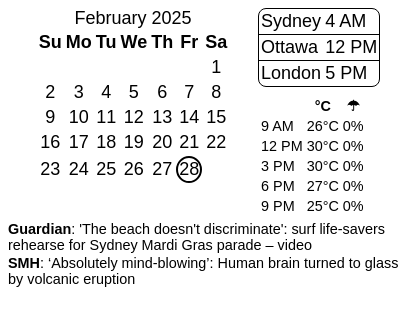 February 2025
Su Mo Tu We Th Fr Sa
1
2 3 4 5 6 7 8
9 10 11 12 13 14 15
16 17 18 19 20 21 22
23 24 25 26 27 28
Sydney 4 AM
Ottawa 12 PM
London 5 PM
°C ☂
9 AM 26°C 0%
12 PM 30°C 0%
3 PM 30°C 0%
6 PM 27°C 0%
9 PM 25°C 0%
Guardian: 'The beach doesn't discriminate': surf life-savers
rehearse for Sydney Mardi Gras parade – video
SMH: ‘Absolutely mind-blowing’: Human brain turned to glass
by volcanic eruption